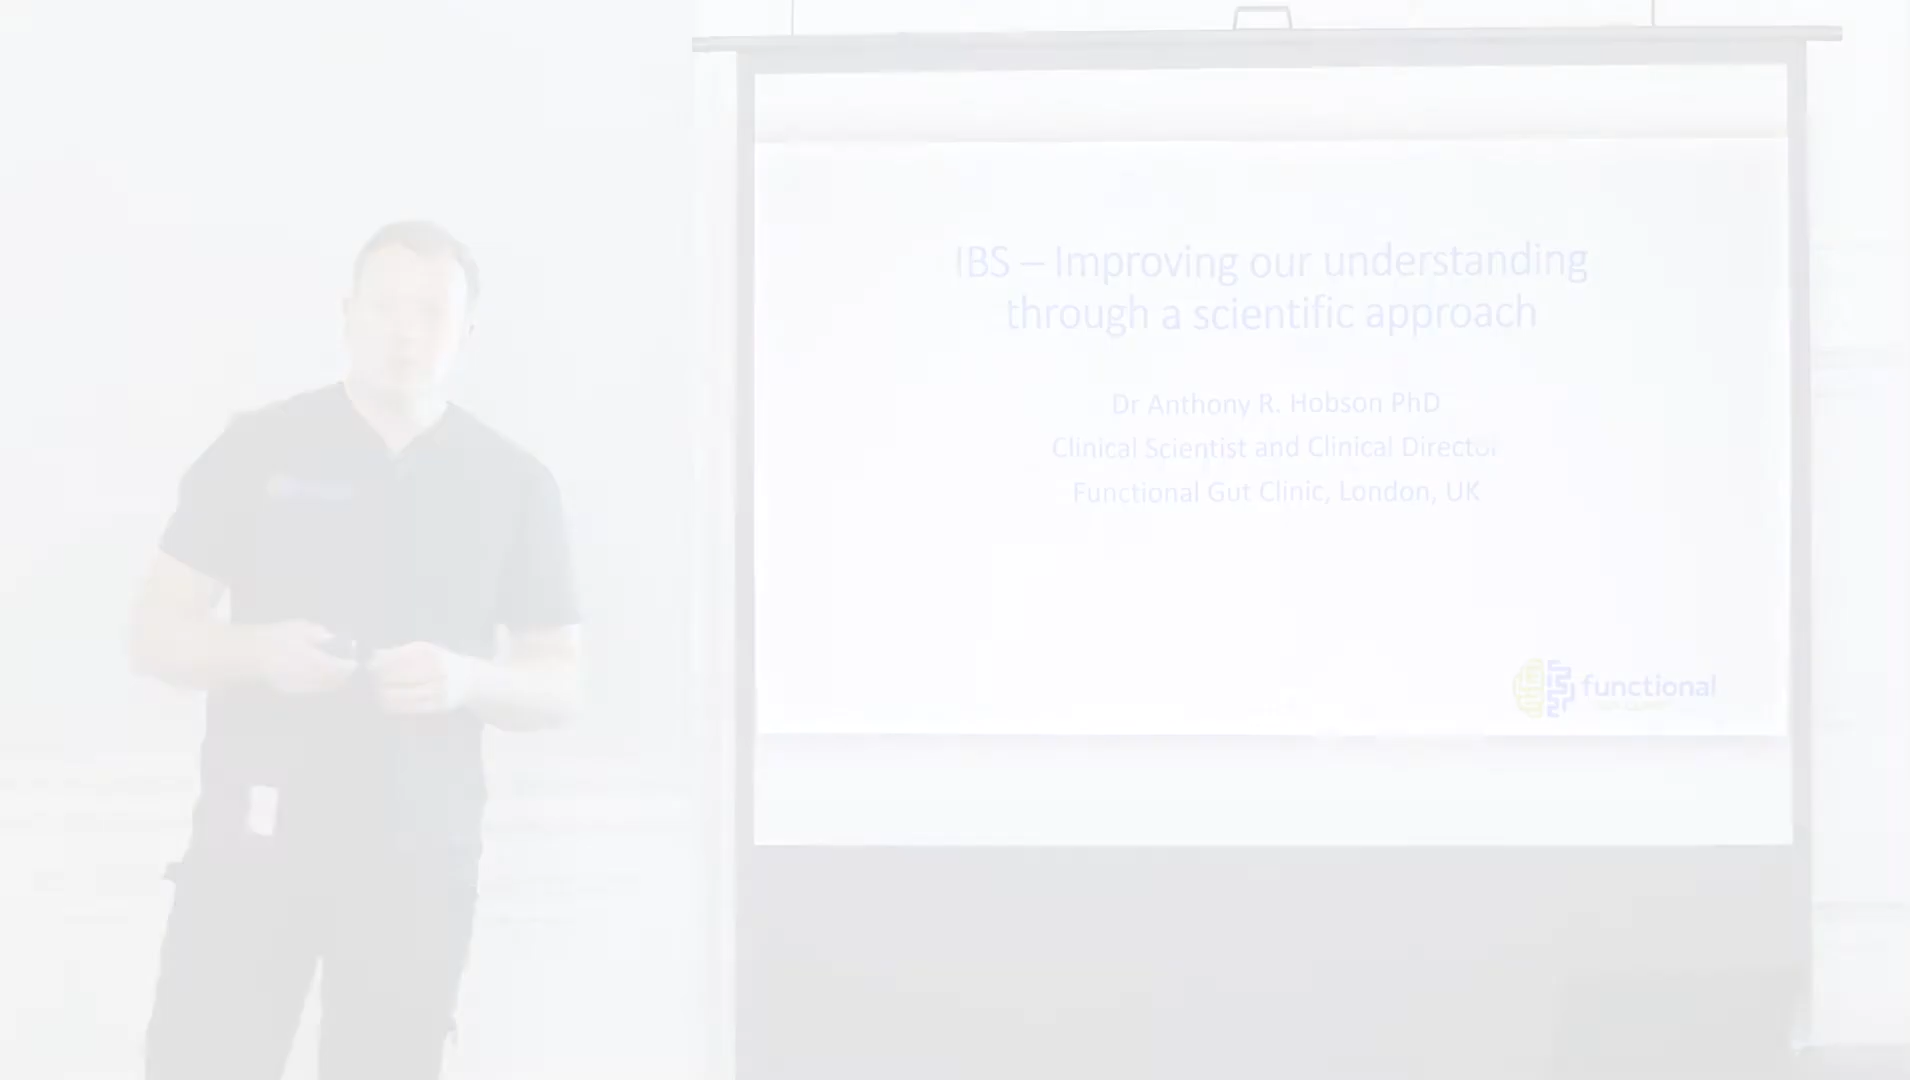 IBS – Improving our understanding
through a scientific approach
Dr Anthony R. Hobson PhD
Clinical Scientist and Clinical Director
Functional Gut Clinic, London, UK
functional